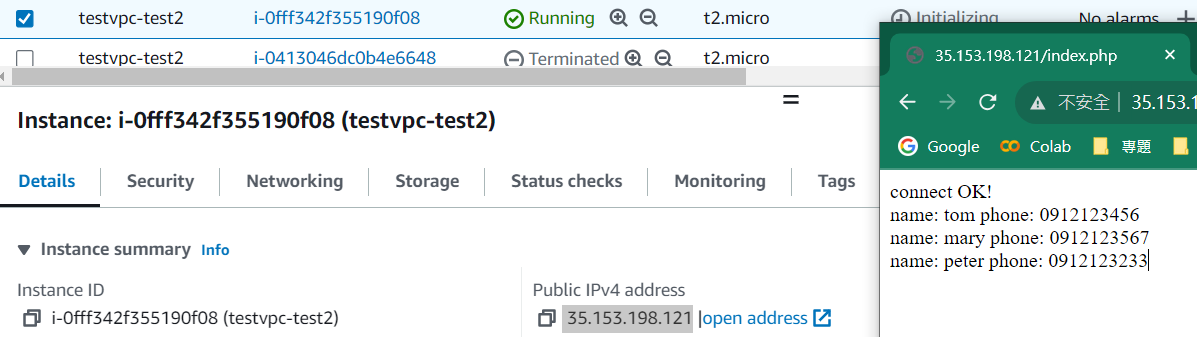 testvpc-test2 i-0fff342f355190f08 Running t2.micro Initializing No alarms
testvpc-test2 i-0413046dc0b4e6648 Terminated t2.micro
Instance: i-0fff342f355190f08 (testvpc-test2)
Details Security Networking Storage Status checks Monitoring Tags
Instance summary Info
Instance ID
i-0fff342f355190f08 (testvpc-test2)
Public IPv4 address
35.153.198.121 |open address
35.153.198.121/index.php
不安全 35.153.1
Google Colab 專題
connect OK!
name: tom phone: 0912123456
name: mary phone: 0912123567
name: peter phone: 0912123233